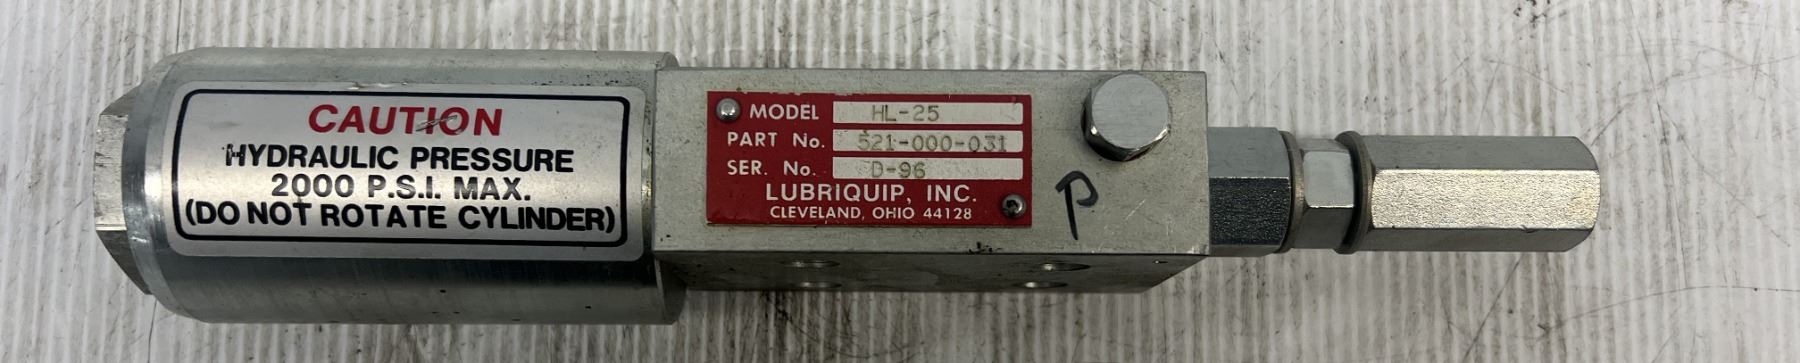 CAUTION
HYDRAULIC PRESSURE
2000 P.S.I. MAX.
(DO NOT ROTATE CYLINDER)
MODEL HL-25
PART No. 521-000-031
SER. No. D-96
LUBRIQUIP, INC.
CLEVELAND, OHIO 44128
P